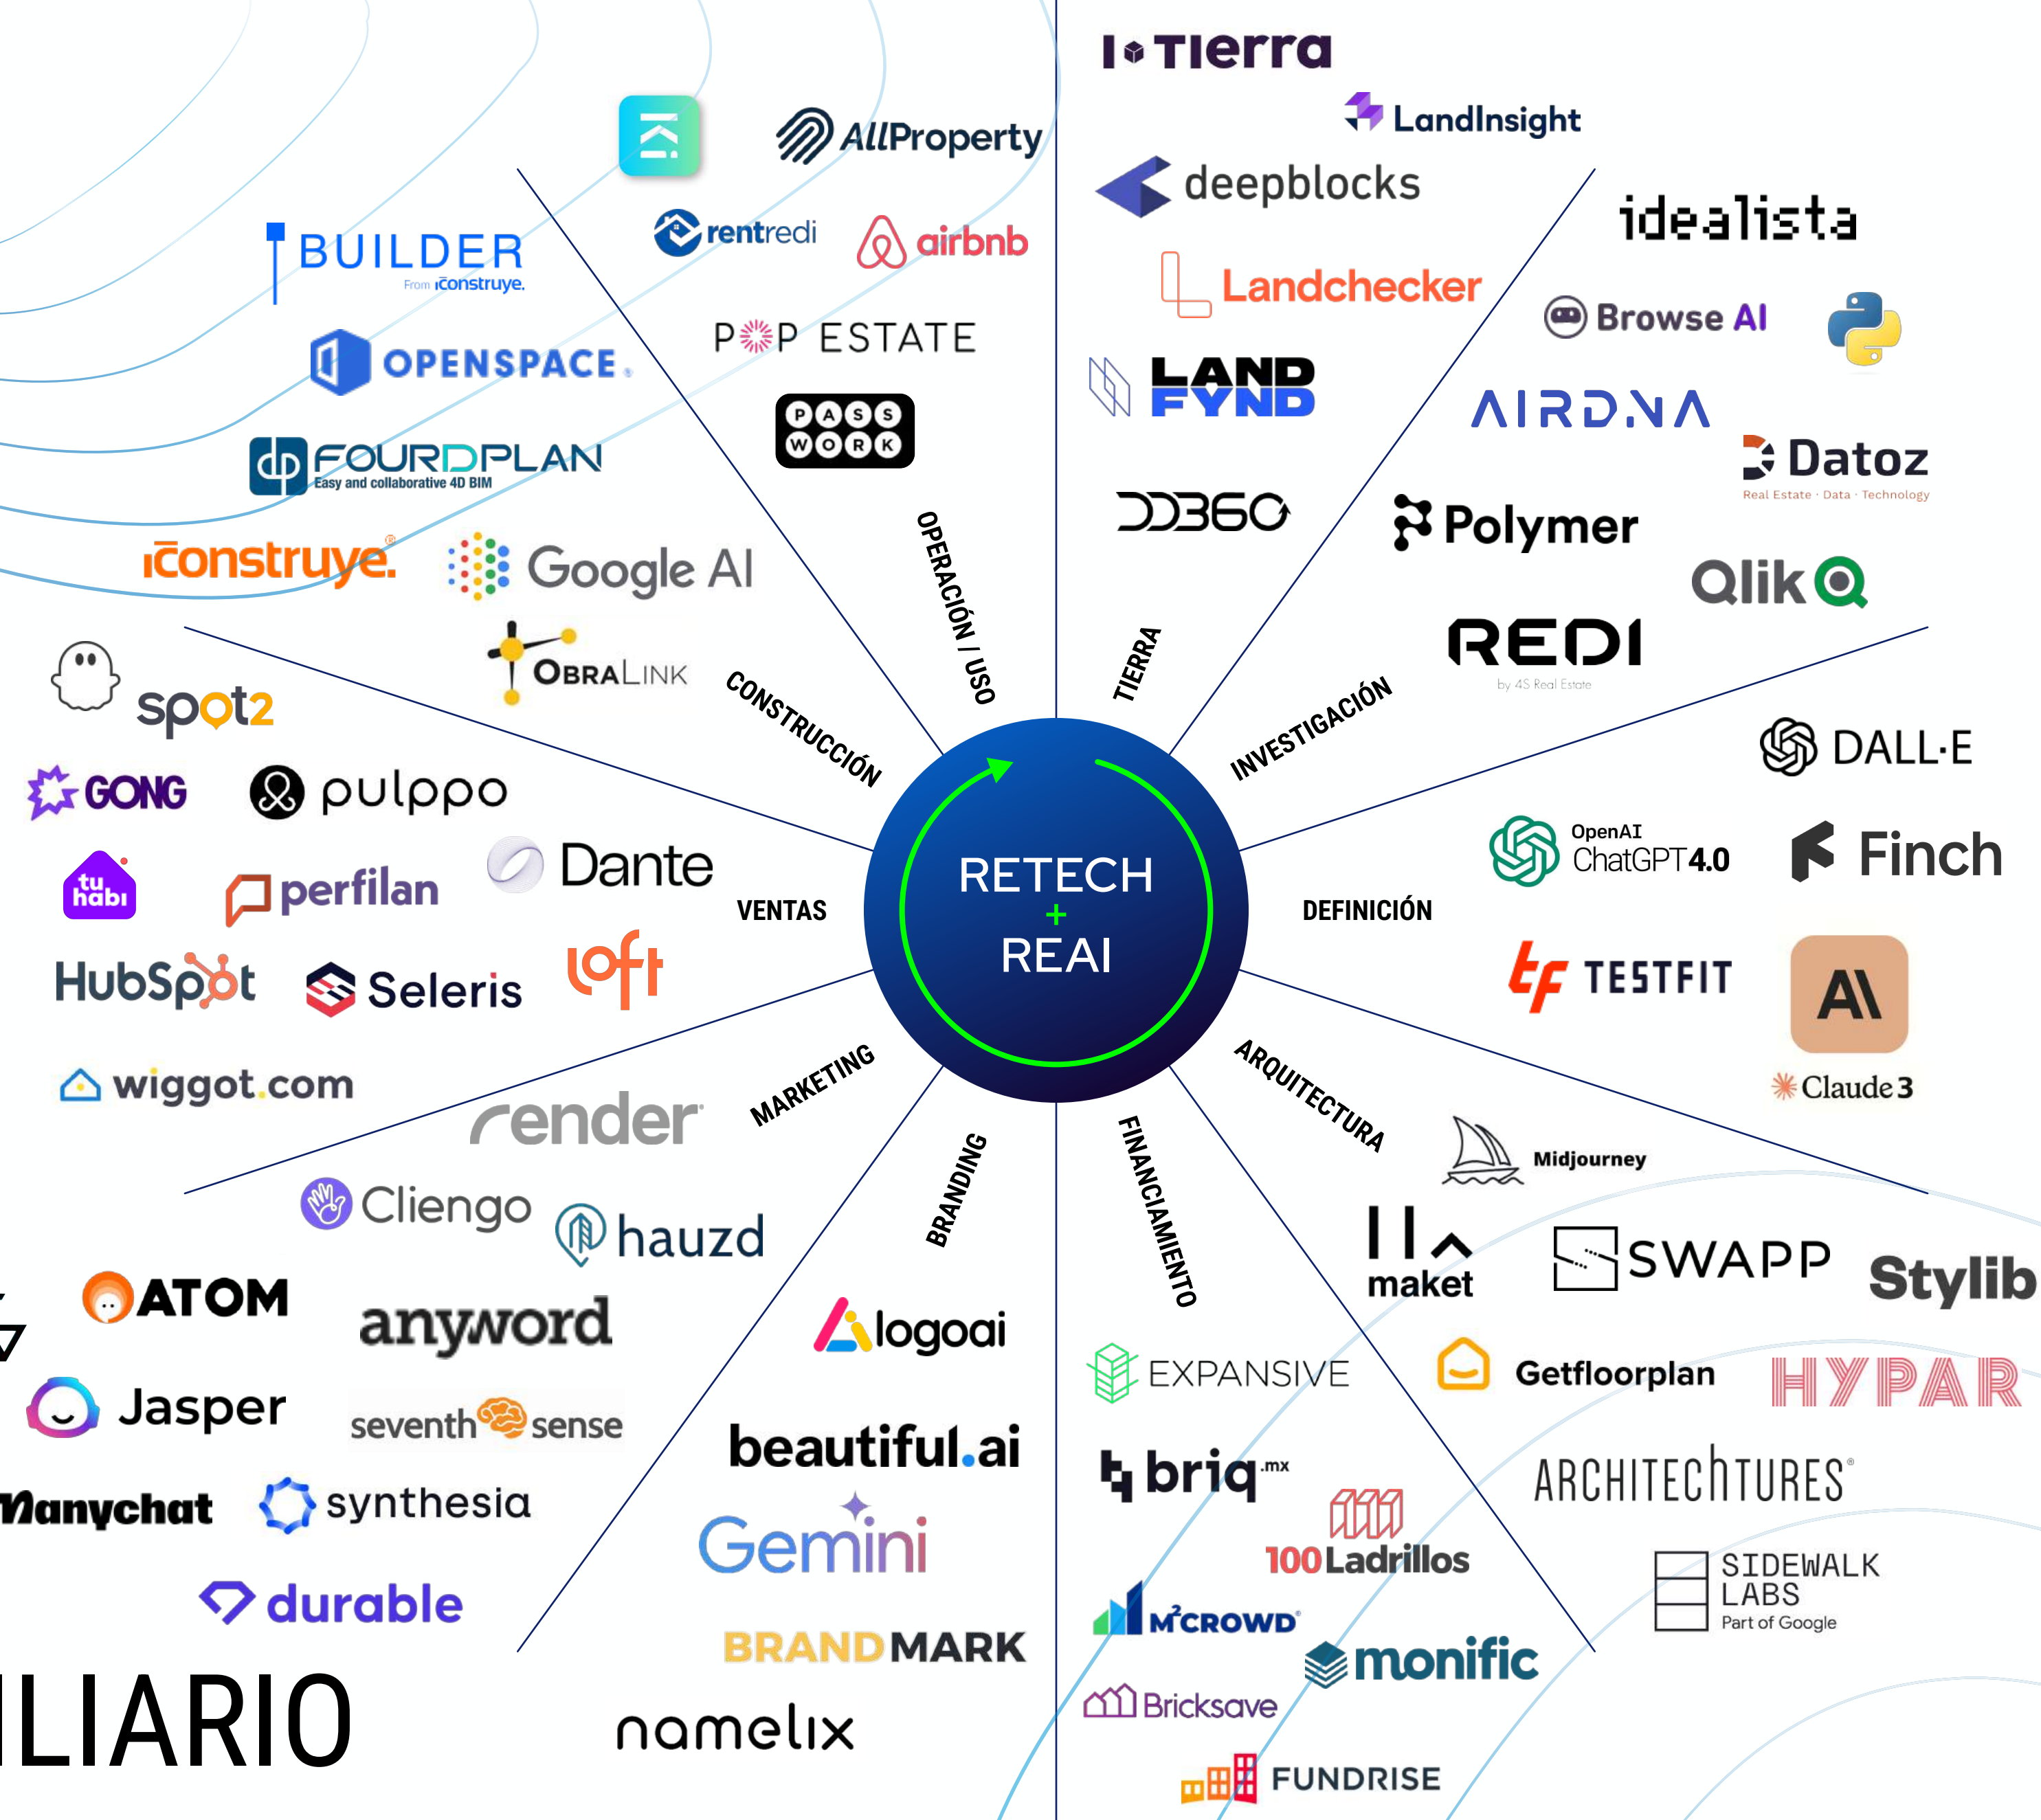 I TIerra
LandInsight
deepblocks
Landchecker
LAND
FYND
DD360
TIERRA
idealista
Browse AI
AIRDNA
Datoz
Real Estate · Data · Technology
Polymer
Qlik
REDI
by 4S Real Estate
INVESTIGACIÓN
DALL·E
OpenAI
ChatGPT4.0
Finch
TESTFIT
A\
Claude 3
DEFINICIÓN
ARQUITECTURA
Midjourney
maket
SWAPP
Stylib
Getfloorplan
HYPAR
ARCHITECHTURES®
SIDEWALK
LABS
Part of Google
FINANCIAMIENTO
EXPANSIVE
briq.mx
100Ladrillos
M²CROWD®
monific
Bricksave
FUNDRISE
BRANDING
logoai
beautiful.ai
Gemini
BRANDMARK
namelix
MARKETING
render
Cliengo
hauzd
ATOM
anyword
Jasper
seventh sense
Manychat
synthesia
durable
VENTAS
spot2
GONG
pulppo
tu
habi
perfilan
Dante
HubSpot
Seleris
loft
wiggot.com
CONSTRUCCIÓN
BUILDER
From iconstruye.
OPENSPACE®
FOURDPLAN
Easy and collaborative 4D BIM
iconstruye.®
Google AI
OBRALINK
OPERACIÓN / USO
AllProperty
rentredi
airbnb
POP ESTATE
PASS
WORK
RETECH
+
REAI
ILIARIO